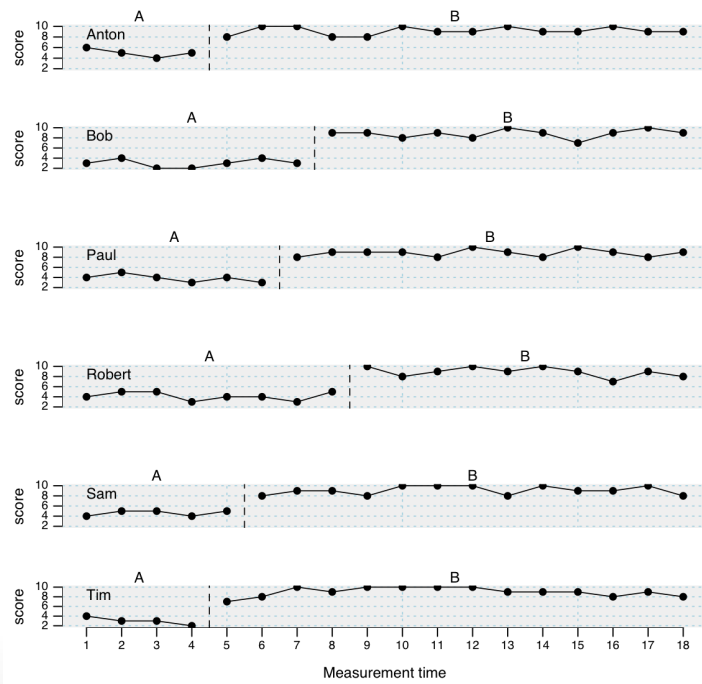 A B
score 10 8 6 4 2 Anton
A B
score 10 8 6 4 2 Bob
A B
score 10 8 6 4 2 Paul
A B
score 10 8 6 4 2 Robert
A B
score 10 8 6 4 2 Sam
A B
score 10 8 6 4 2 Tim
1 2 3 4 5 6 7 8 9 10 11 12 13 14 15 16 17 18
Measurement time